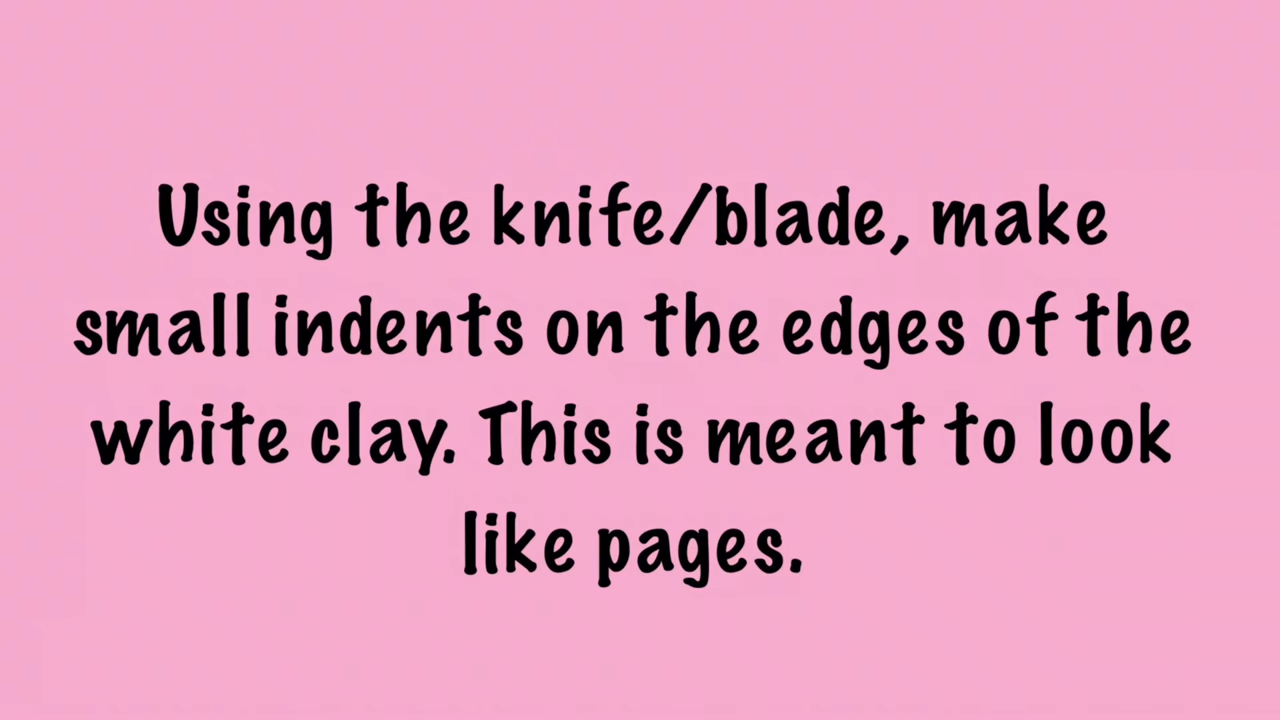 Using the knife/blade, make
small indents on the edges of the
white clay. This is meant to look
like pages.